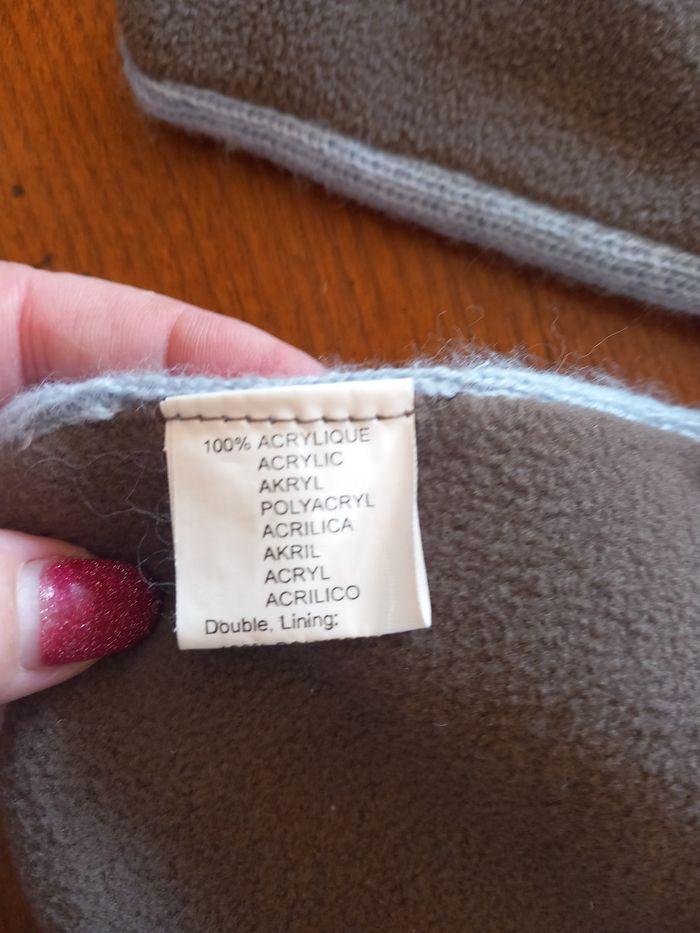 100% ACRYLIQUE
ACRYLIC
AKRYL
POLYACRYL
ACRILICA
AKRIL
ACRYL
ACRILICO
Double, Lining: